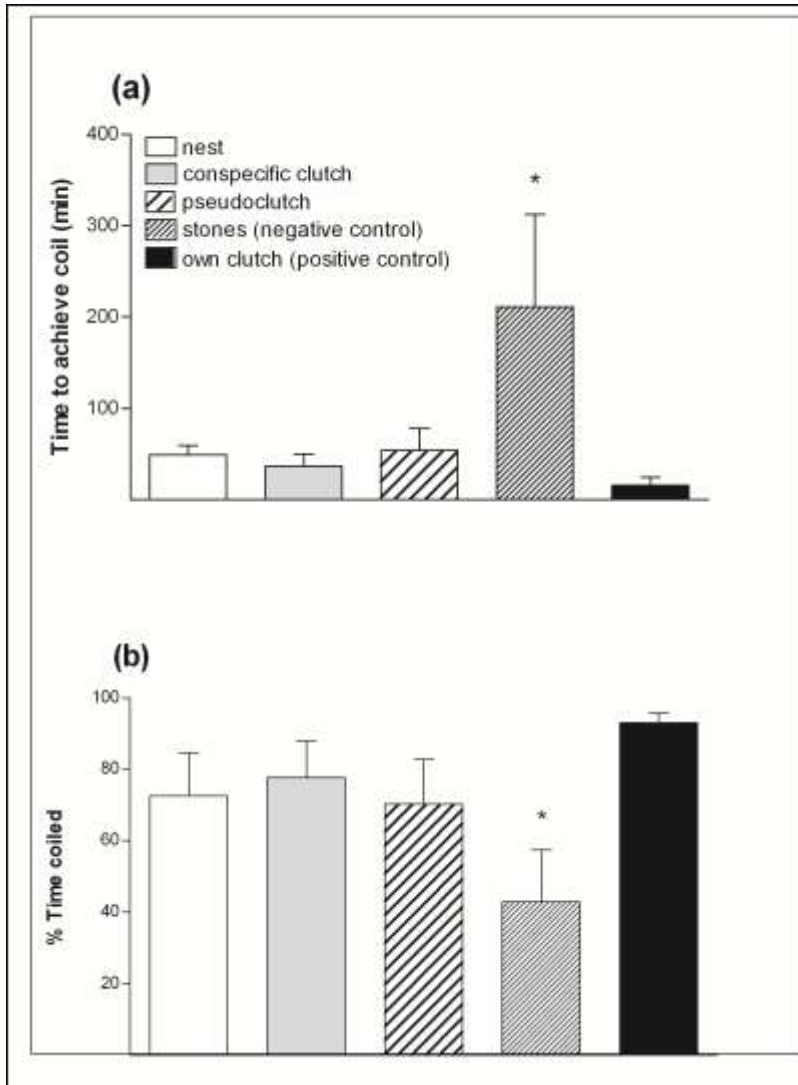 (a)
Time to achieve coil (min)
400
300
200
100
nest
conspecific clutch
pseudoclutch
stones (negative control)
own clutch (positive control)
*
(b)
% Time coiled
100
80
60
40
20
*